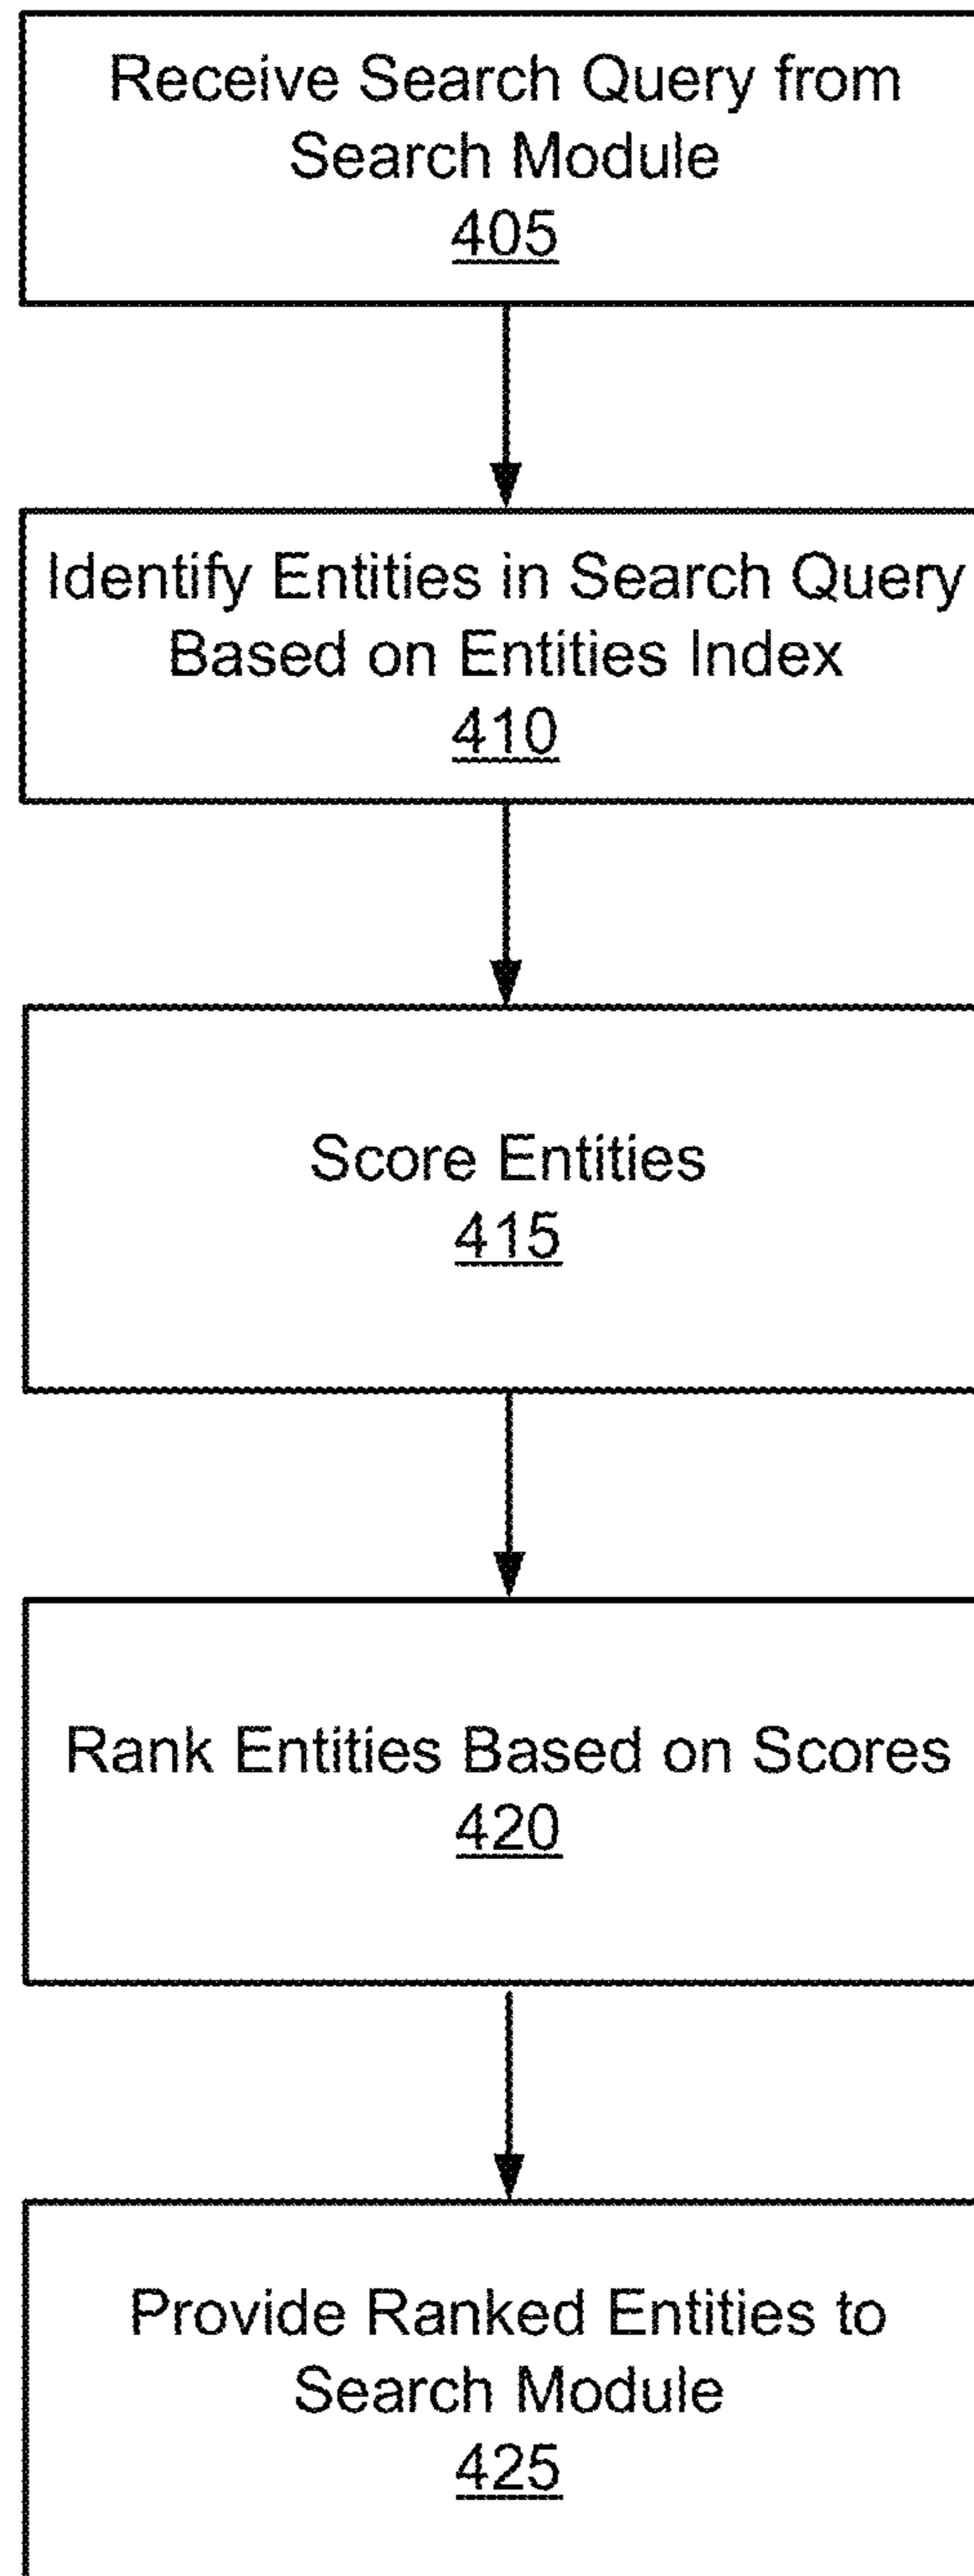 Receive Search Query from
Search Module
405
Identify Entities in Search Query
Based on Entities Index
410
Score Entities
415
Rank Entities Based on Scores
420
Provide Ranked Entities to
Search Module
425